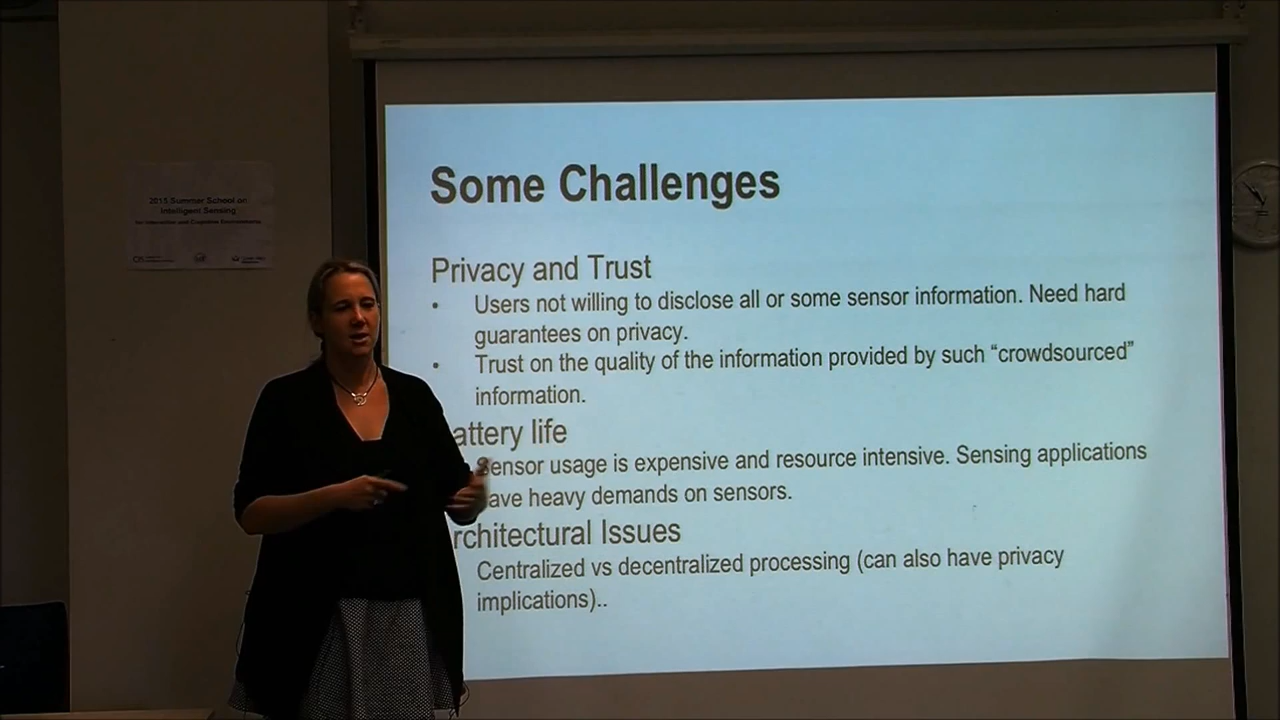 2015 Summer School on
Intelligent Sensing
Some Challenges
Privacy and Trust
• Users not willing to disclose all or some sensor information. Need hard
guarantees on privacy.
• Trust on the quality of the information provided by such “crowdsourced”
information.
attery life
Sensor usage is expensive and resource intensive. Sensing applications
ave heavy demands on sensors.
rchitectural Issues
Centralized vs decentralized processing (can also have privacy
implications)..